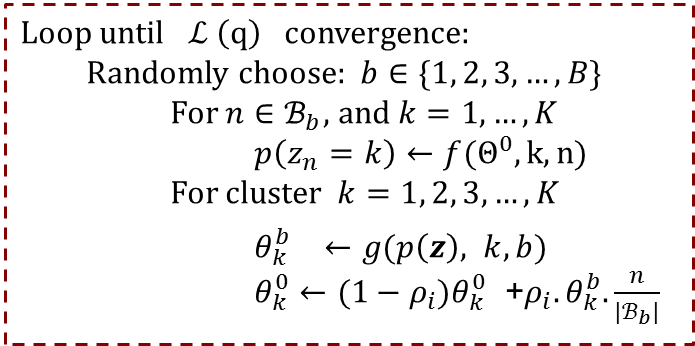 Loop until ℒ (q) convergence:
Randomly choose: b ∈ {1, 2, 3, ..., B}
For n ∈ ℬ_b, and k = 1, ..., K
p(z_n = k) ← f(Θ^0, k, n)
For cluster k = 1, 2, 3, ..., K
θ_k^b ← g(p(𝒛), k, b)
θ_k^0 ← (1 − ρ_i)θ_k^0 +ρ_i. θ_k^b. n/|ℬ_b|